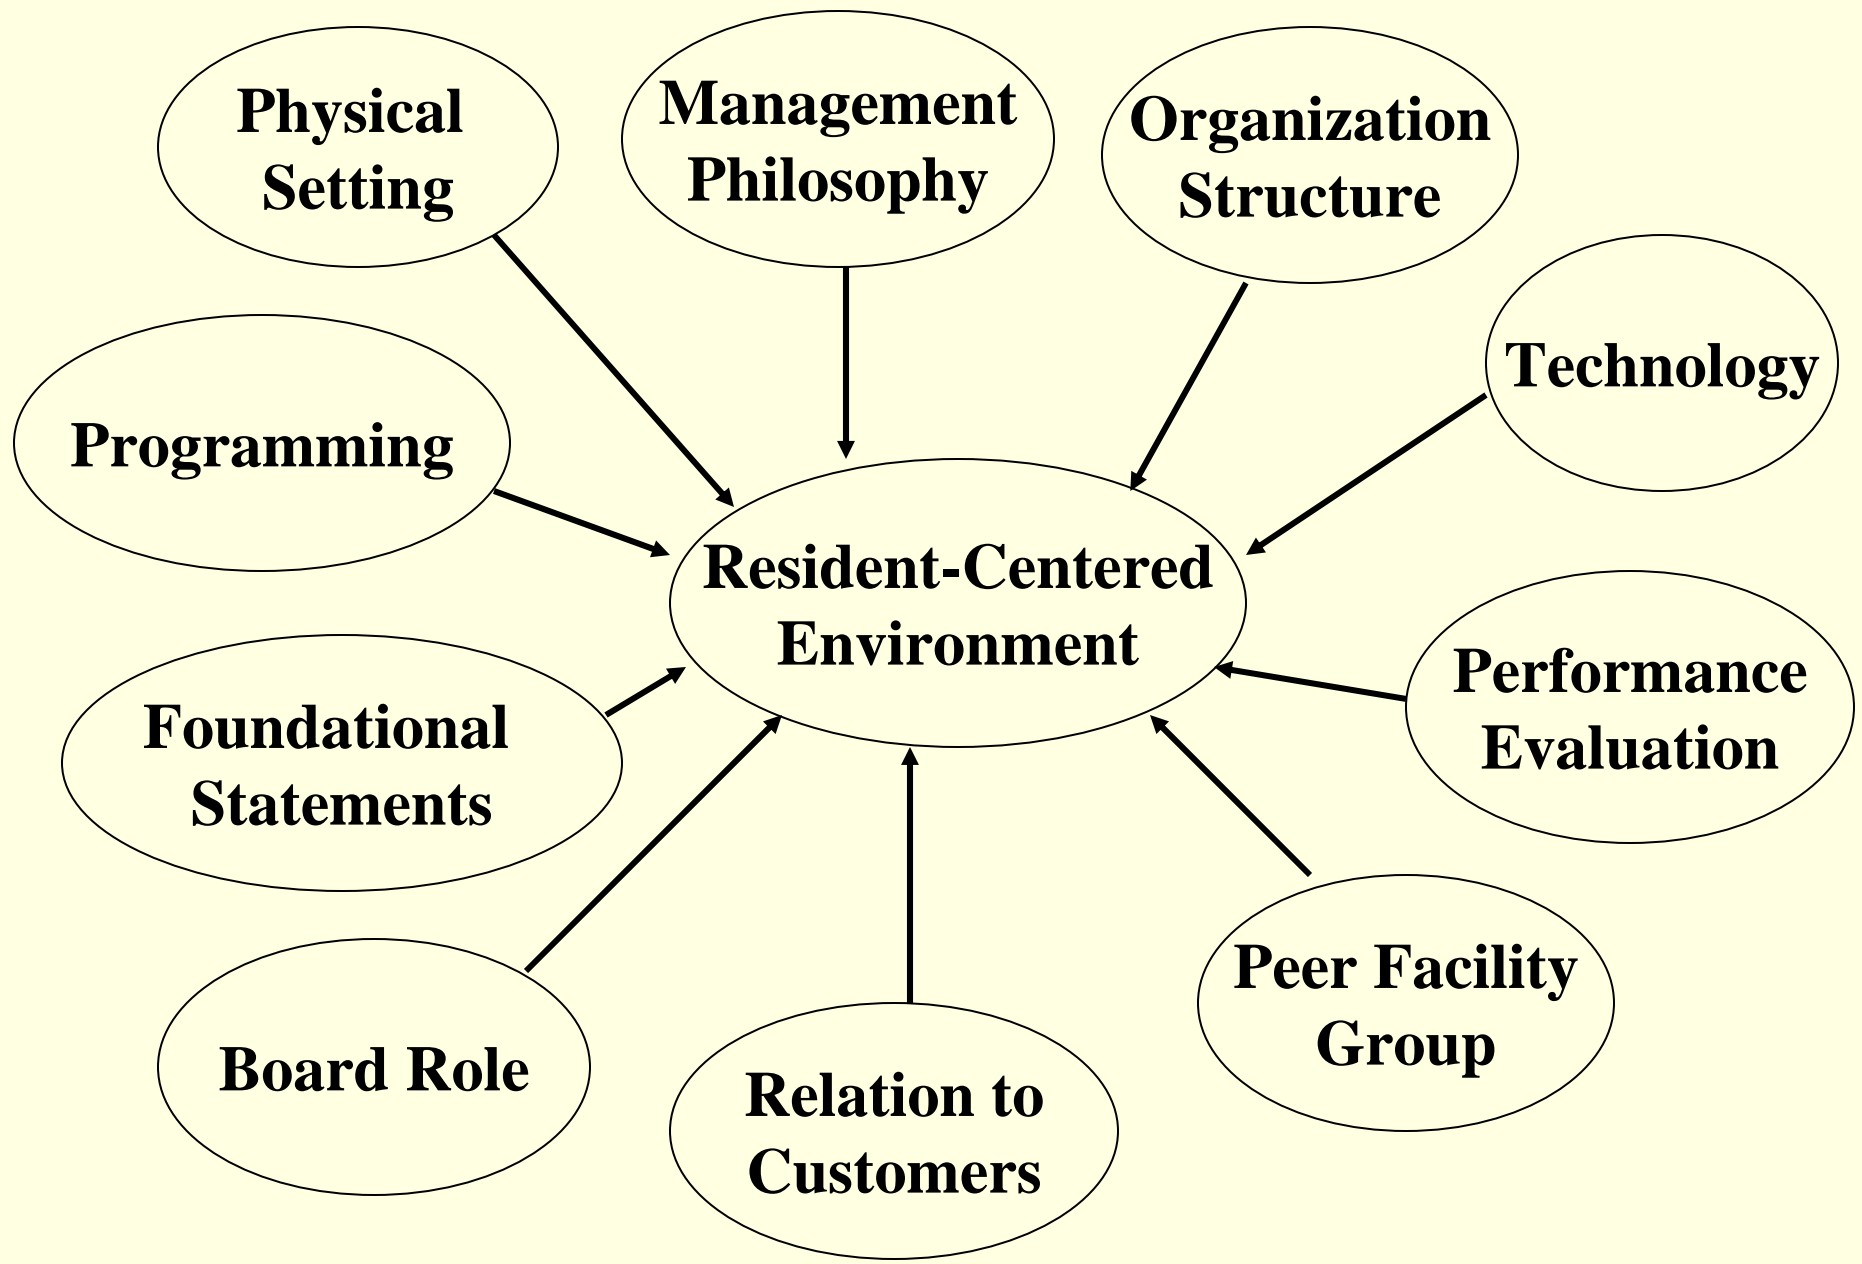 Physical
Setting
Management
Philosophy
Organization
Structure
Technology
Programming
Resident-Centered
Environment
Performance
Evaluation
Foundational
Statements
Peer Facility
Group
Board Role
Relation to
Customers